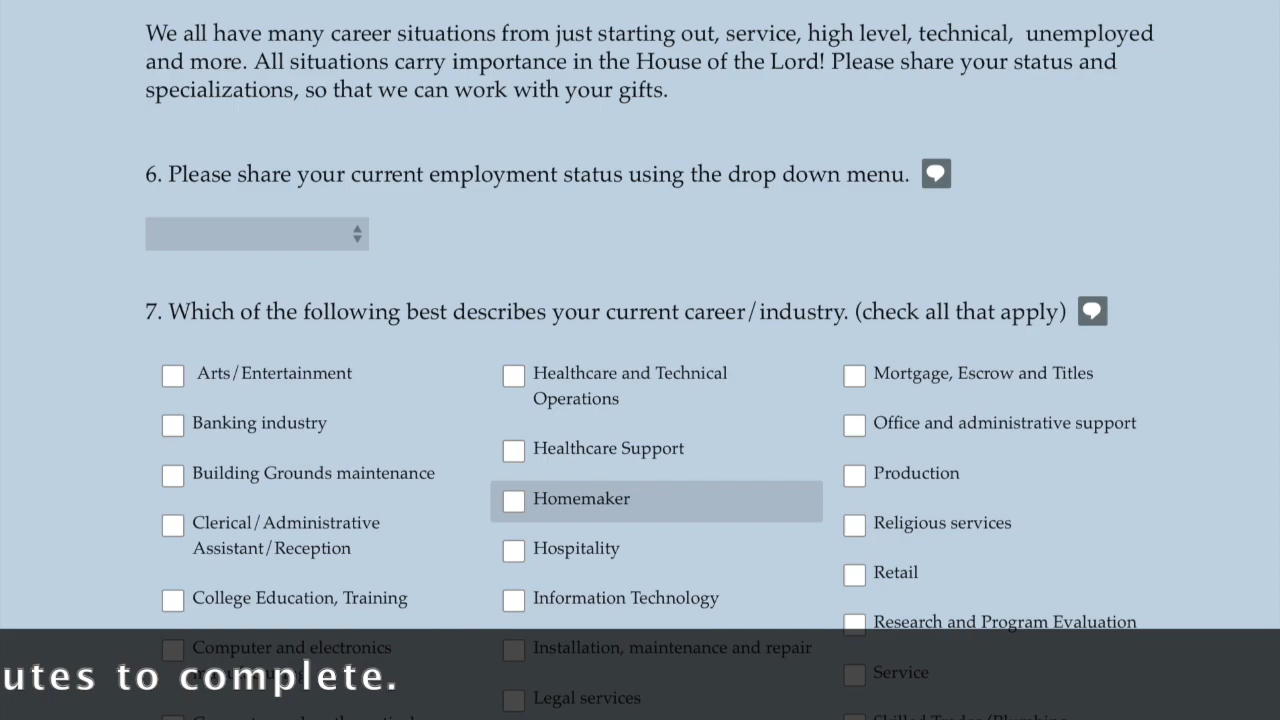 We all have many career situations from just starting out, service, high level, technical,  unemployed
and more. All situations carry importance in the House of the Lord! Please share your status and
specializations, so that we can work with your gifts.
6. Please share your current employment status using the drop down menu.
7. Which of the following best describes your current career/industry. (check all that apply)
Arts/Entertainment
Banking industry
Building Grounds maintenance
Clerical/Administrative
Assistant/Reception
College Education, Training
Computer and electronics
Healthcare and Technical
Operations
Healthcare Support
Homemaker
Hospitality
Information Technology
Installation, maintenance and repair
Legal services
Mortgage, Escrow and Titles
Office and administrative support
Production
Religious services
Retail
Research and Program Evaluation
Service
utes to complete.